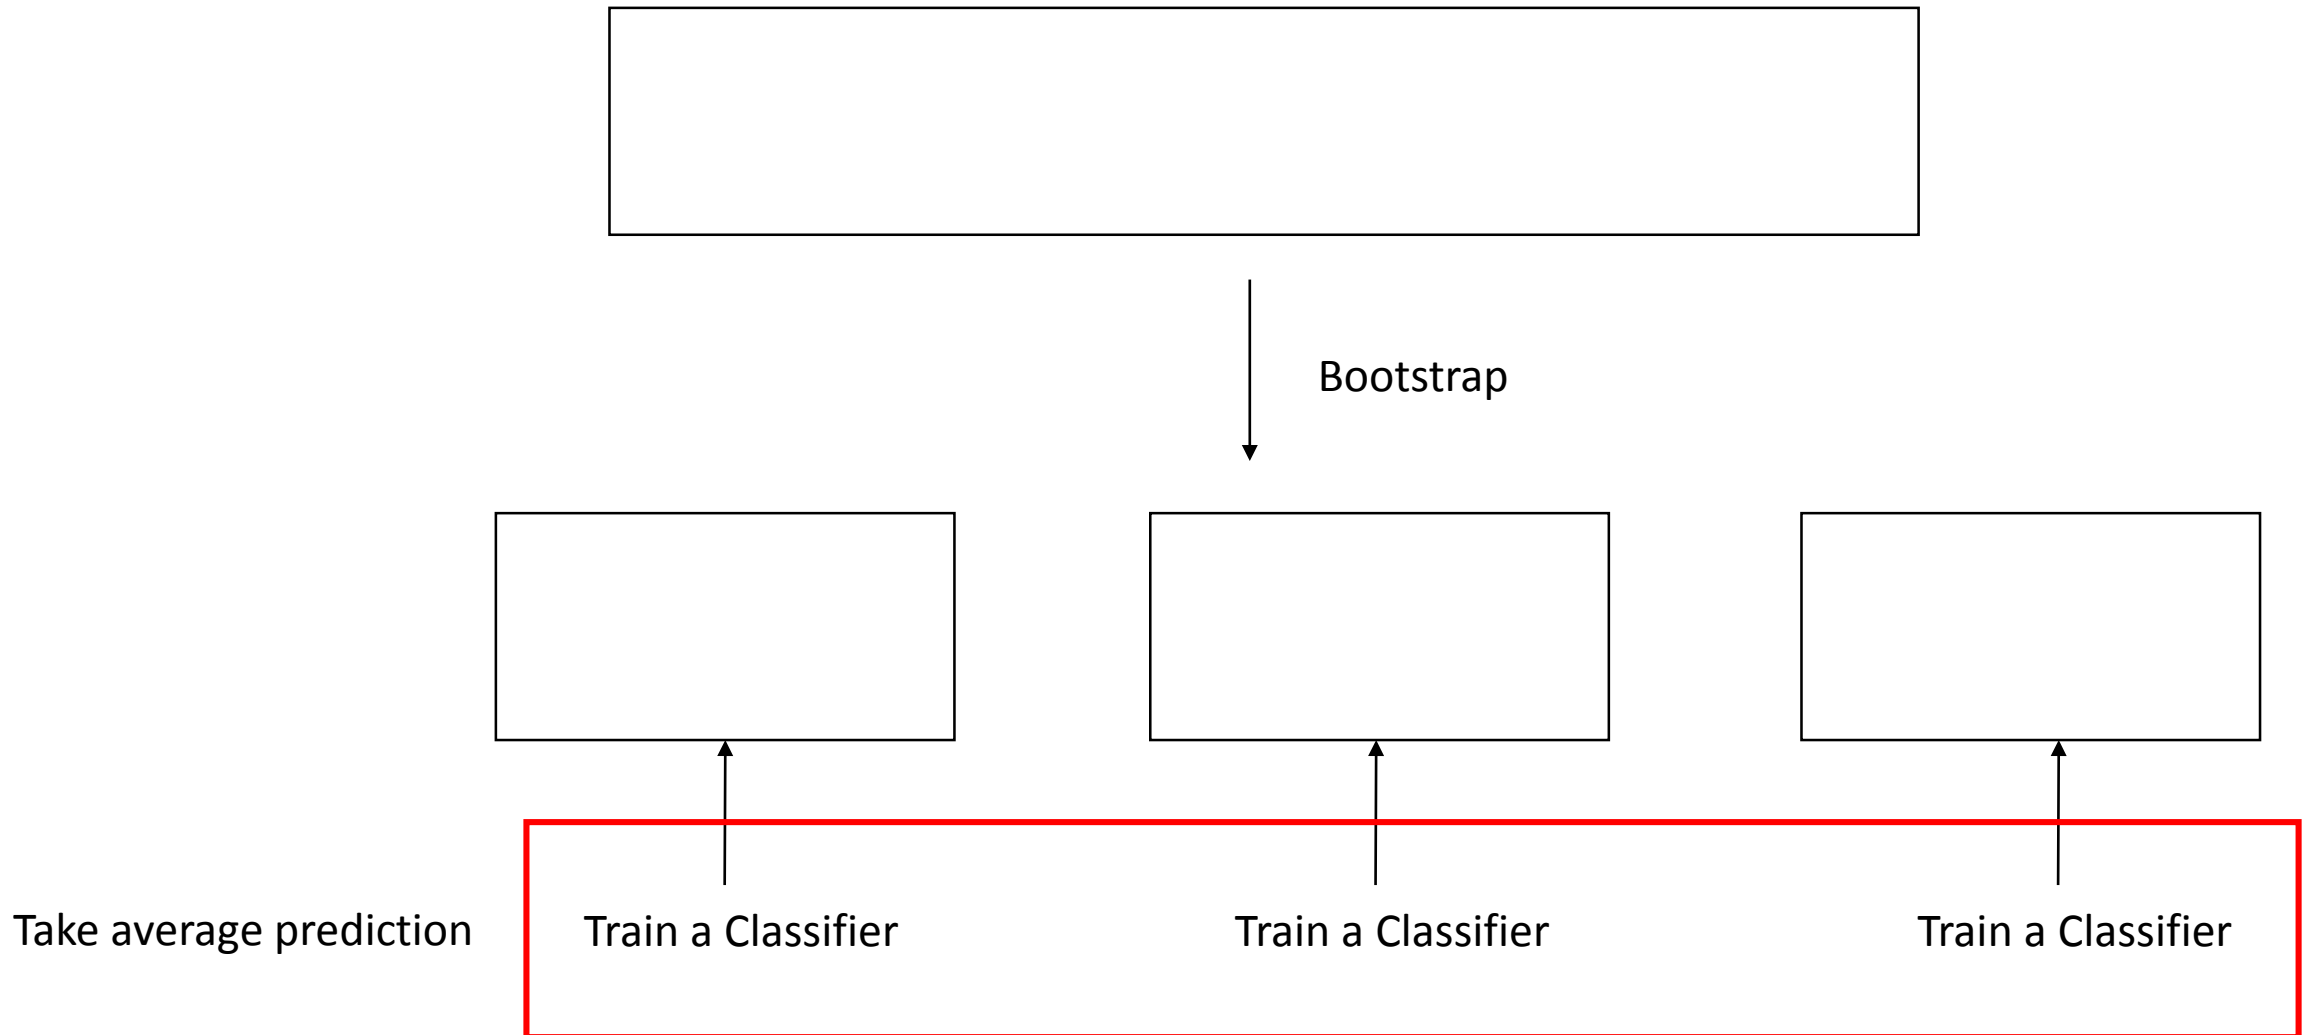 Bootstrap
Take average prediction
Train a Classifier
Train a Classifier
Train a Classifier